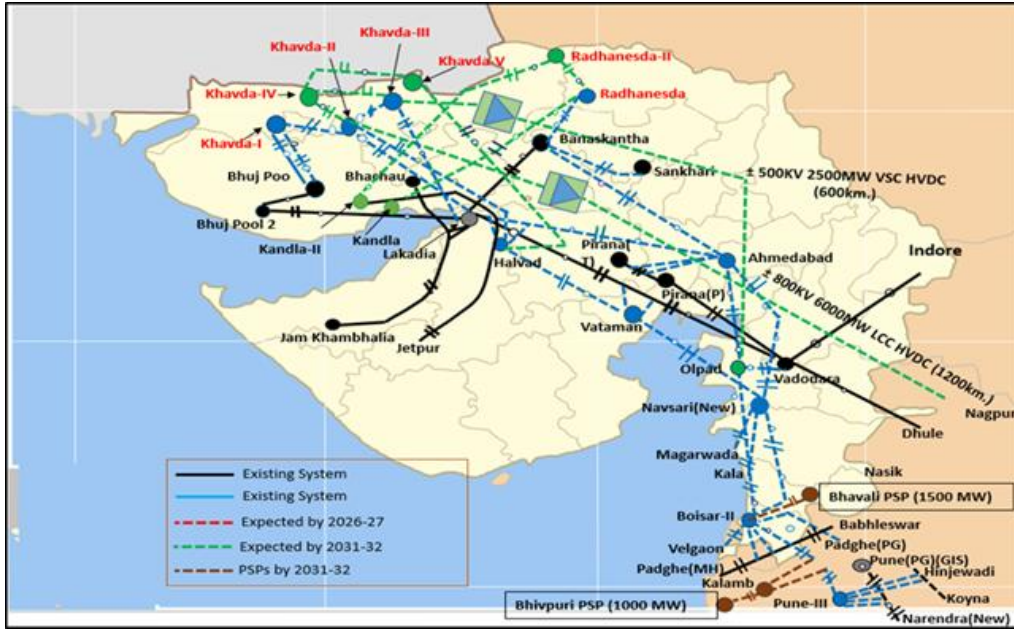 Khavda-III
Khavda-II
Khavda-V
Radhanesda-II
Khavda-IV
Radhanesda
Khavda-I
Banaskantha
Bhuj Poo
Bhachau
Sankhari
± 500KV 2500MW VSC HVDC
(600km.)
Bhuj Pool 2
Kandla-II
Kandla
Lakadia
Halvad
Pirana(
T)
Ahmedabad
Indore
Pirana(P)
± 800KV 6000MW LCC HVDC (1200km.)
Jam Khambhalia
Jetpur
Vataman
Olpad
Vadodara
Navsari(New)
Nagpur
Dhule
Magarwada
Kala
Nasik
Existing System
Existing System
Expected by 2026-27
Expected by 2031-32
PSPs by 2031-32
Bhavali PSP (1500 MW)
Boisar-II
Babhleswar
Velgaon
Padghe(PG)
Padghe(MH)
Pune(PG)(GIS)
Kalamb
Hinjewadi
Bhivpuri PSP (1000 MW)
Pune-III
Koyna
Narendra(New)